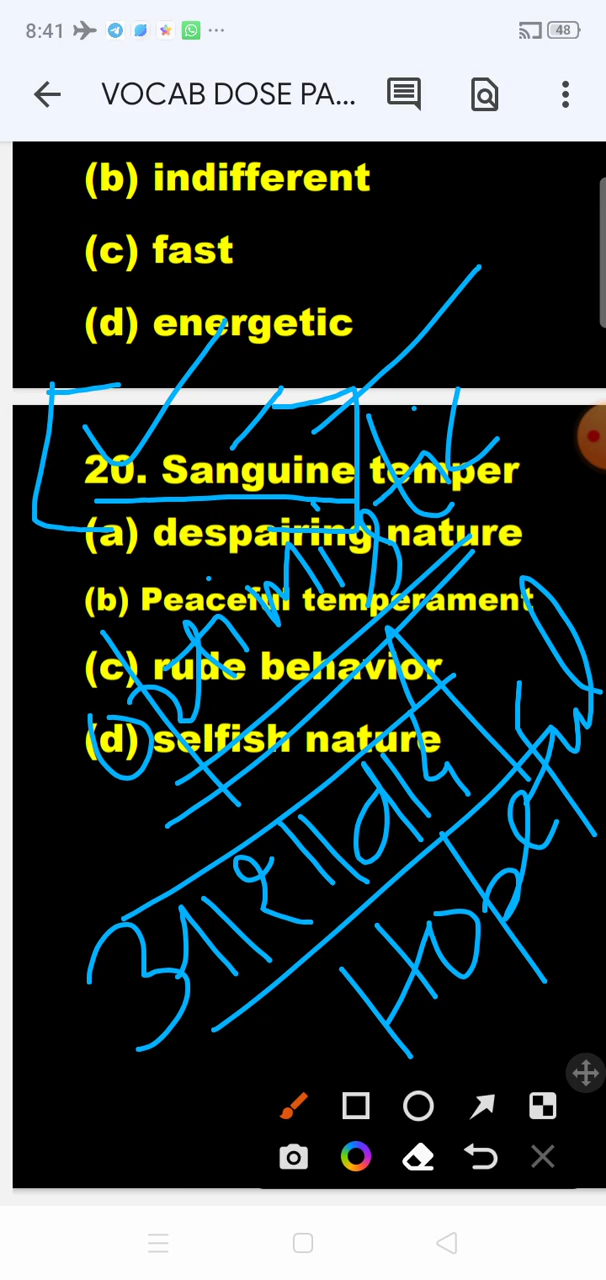 8:41
48
VOCAB DOSE PA...
(b) indifferent
(c) fast
(d) energetic
20. Sanguine temper
(a) despairing nature
(b) Peaceful temperament
(c) rude behavior
(d) selfish nature
Optimistic
आशावादी
Hopeful